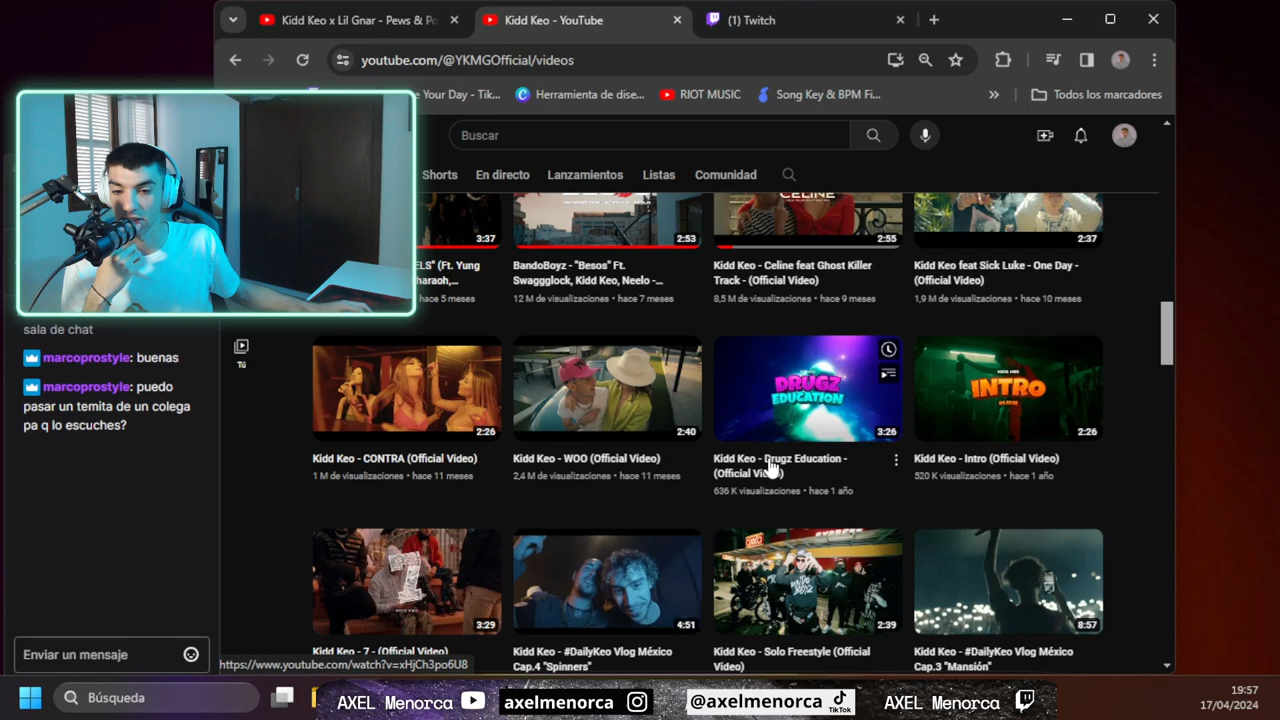 Kidd Keo x Lil Gnar - Pews & Po
Kidd Keo - YouTube
(1) Twitch
youtube.com/@YKMGOfficial/videos
e Your Day - Tik...
Herramienta de dise...
RIOT MUSIC
Song Key & BPM Fi...
»
Todos los marcadores
Buscar
Shorts
En directo
Lanzamientos
Listas
Comunidad
CELINE
3:37
2:53
2:55
2:37
ELS" (Ft. Yung
haraoh,...
hace 5 meses
BandoBoyz - "Besos" Ft.
Swaggglock, Kidd Keo, Neelo -...
12 M de visualizaciones • hace 7 meses
Kidd Keo - Celine feat Ghost Killer
Track - (Official Video)
8,5 M de visualizaciones • hace 9 meses
Kidd Keo feat Sick Luke - One Day -
(Official Video)
1,9 M de visualizaciones • hace 10 meses
sala de chat
marcoprostyle: buenas
marcoprostyle: puedo
pasar un temita de un colega
pa q lo escuches?
Tú
2:26
2:40
DRUGZ
EDUCATION
3:26
INTRO
2:26
Kidd Keo - CONTRA (Official Video)
1 M de visualizaciones • hace 11 meses
Kidd Keo - WOO (Official Video)
2,4 M de visualizaciones • hace 11 meses
Kidd Keo - Drugz Education -
(Official Video)
636 K visualizaciones • hace 1 año
Kidd Keo - Intro (Official Video)
520 K visualizaciones • hace 1 año
7
3:29
4:51
2:39
8:57
Kidd Keo - 7 - (Official Video)
Kidd Keo - #DailyKeo Vlog México
Cap.4 "Spinners"
Kidd Keo - Solo Freestyle (Official
Video)
Kidd Keo - #DailyKeo Vlog México
Cap.3 "Mansión"
Enviar un mensaje
https://www.youtube.com/watch?v=xHjCh3po6U8
Búsqueda
AXEL Menorca
axelmenorca
@axelmenorca
TikTok
AXEL Menorca
19:57
17/04/2024